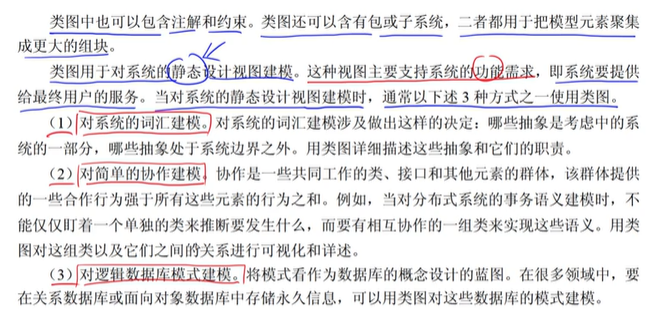 类图中也可以包含注解和约束。类图还可以含有包或子系统，二者都用于把模型元素聚集
成更大的组块。
类图用于对系统的静态设计视图建模。这种视图主要支持系统的功能需求，即系统要提供
给最终用户的服务。当对系统的静态设计视图建模时，通常以下述 3 种方式之一使用类图。
（1）对系统的词汇建模。对系统的词汇建模涉及做出这样的决定：哪些抽象是考虑中的系
统的一部分，哪些抽象处于系统边界之外。用类图详细描述这些抽象和它们的职责。
（2）对简单的协作建模。协作是一些共同工作的类、接口和其他元素的群体，该群体提供
的一些合作行为强于所有这些元素的行为之和。例如，当对分布式系统的事务语义建模时，不
能仅仅盯着一个单独的类来推断要发生什么，而要有相互协作的一组类来实现这些语义。用类
图对这组类以及它们之间的关系进行可视化和详述。
（3）对逻辑数据库模式建模。将模式看作为数据库的概念设计的蓝图。在很多领域中，要
在关系数据库或面向对象数据库中存储永久信息，可以用类图对这些数据库的模式建模。